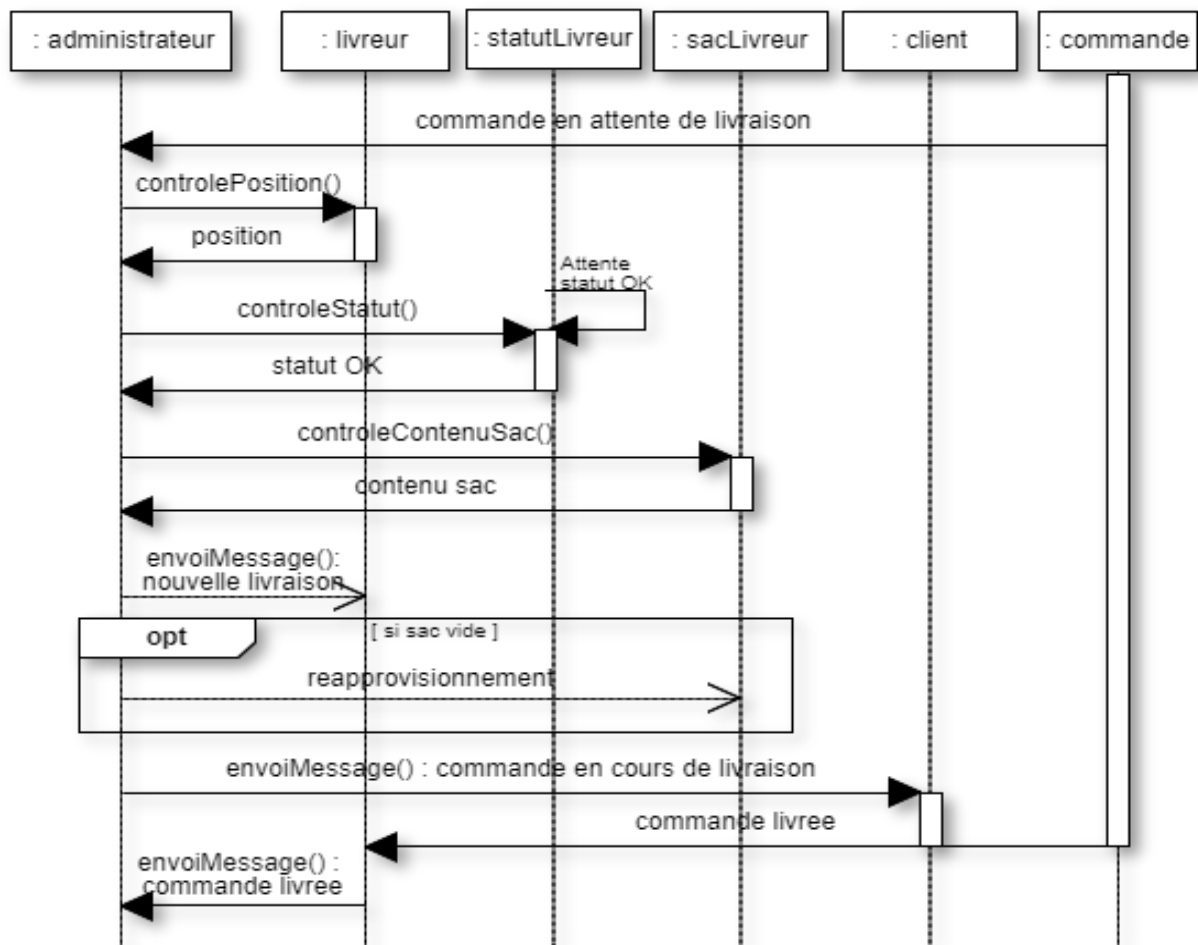 : administrateur
: livreur
: statutLivreur
: sacLivreur
: client
: commande
commande en attente de livraison
controlePosition()
position
Attente
statut OK
controleStatut()
statut OK
controleContenuSac()
contenu sac
envoiMessage():
nouvelle livraison
opt
[ si sac vide ]
reapprovisionnement
envoiMessage() : commande en cours de livraison
commande livree
envoiMessage() :
commande livree